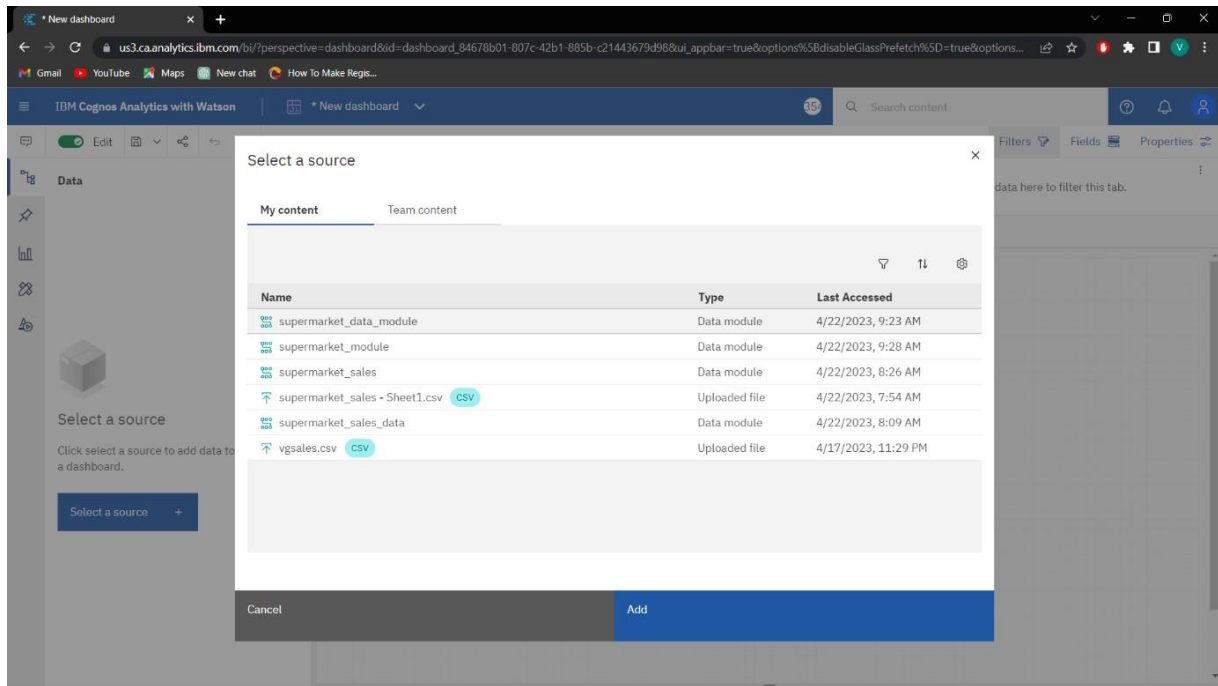 * New dashboard
us3.ca.analytics.ibm.com/bi/?perspective=dashboard&id=dashboard_84678b01-807c-42b1-885b-c21443679d98&ui_appbar=true&options%5BdisableGlassPrefetch%5D=true&options...
Gmail YouTube Maps New chat How To Make Regis...
IBM Cognos Analytics with Watson * New dashboard Search content
Edit Filters Fields Properties
Data
data here to filter this tab.
Select a source
My content Team content
Name Type Last Accessed
supermarket_data_module Data module 4/22/2023, 9:23 AM
supermarket_module Data module 4/22/2023, 9:28 AM
supermarket_sales Data module 4/22/2023, 8:26 AM
supermarket_sales - Sheet1.csv CSV Uploaded file 4/22/2023, 7:54 AM
supermarket_sales_data Data module 4/22/2023, 8:09 AM
vgsales.csv CSV Uploaded file 4/17/2023, 11:29 PM
Select a source
Click select a source to add data to
a dashboard.
Select a source +
Cancel Add